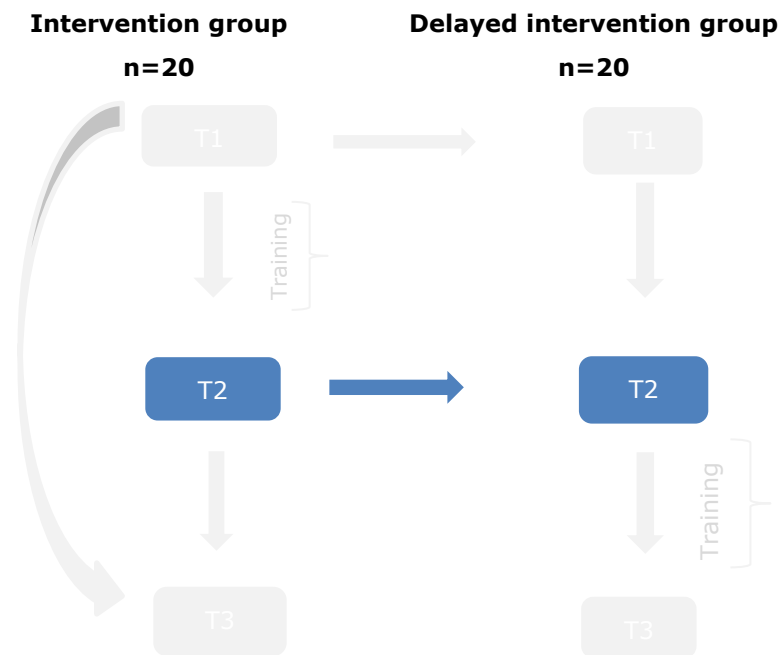 Intervention group
n=20
Delayed intervention group
n=20
T1
T1
Training
T2
T2
Training
T3
T3